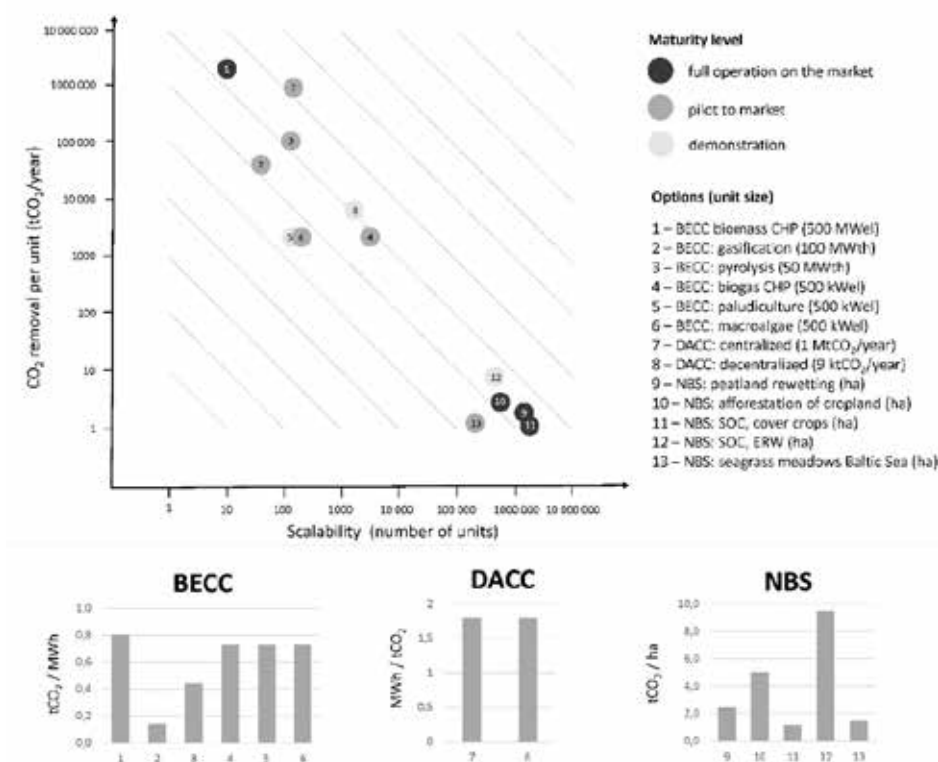 10 000 000
1000 000
100 000
10 000
1000
100
10
1
CO₂ removal per unit (tCO₂/year)
1
7
3
2
8
5
6
4
12
10
9
11
13
1
10
100
1000
10 000
100 000
1000 000
10 000 000
Scalability (number of units)
Maturity level
full operation on the market
pilot to market
demonstration
Options (unit size)
1 – BECC biomass CHP (500 MWel)
2 – BECC: gasification (100 MWth)
3 – BECC: pyrolysis (50 MWth)
4 – BECC: biogas CHP (500 kWel)
5 – BECC: paludiculture (500 kWel)
6 – BECC: macroalgae (500 kWel)
7 – DACC: centralized (1 MtCO₂/year)
8 – DACC: decentralized (9 ktCO₂/year)
9 – NBS: peatland rewetting (ha)
10 – NBS: afforestation of cropland (ha)
11 – NBS: SOC, cover crops (ha)
12 – NBS: SOC, ERW (ha)
13 – NBS: seagrass meadows Baltic Sea (ha)
BECC
tCO₂ / MWh
1,0
0,8
0,6
0,4
0,2
0,0
1
2
3
4
5
6
DACC
MWh / tCO₂
2
1,5
1
0,5
0
7
8
NBS
tCO₂ / ha
10,0
8,0
6,0
4,0
2,0
0,0
9
10
11
12
13